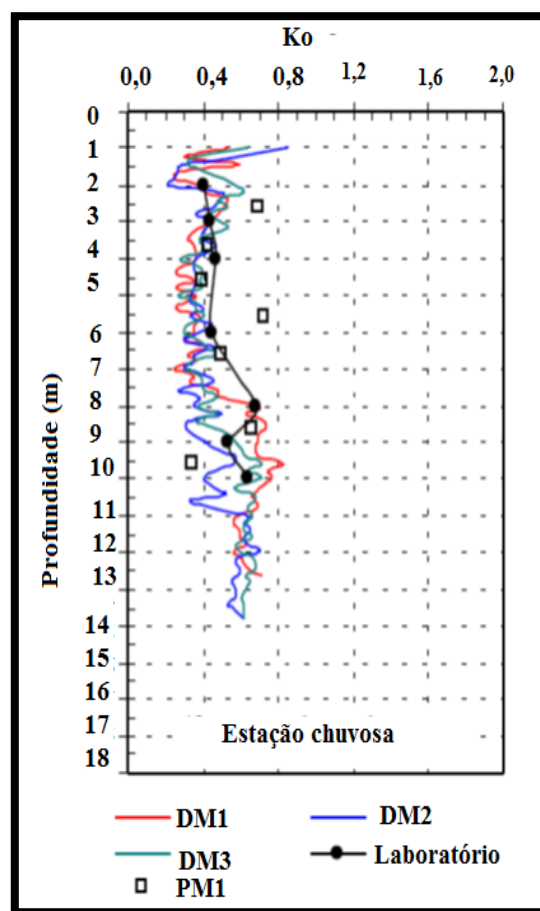 Ko
0,0 0,4 0,8 1,2 1,6 2,0
Profundidade (m)
0
1
2
3
4
5
6
7
8
9
10
11
12
13
14
15
16
17
18
Estação chuvosa
DM1 DM2
DM3 Laboratório
PM1